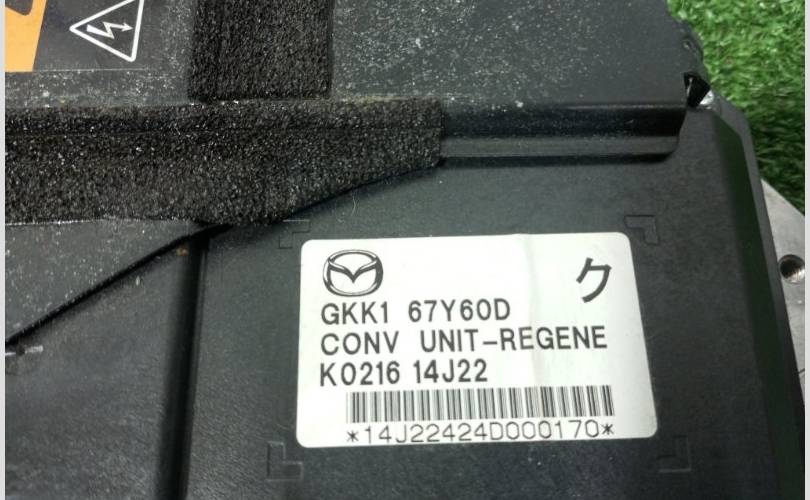 ク
GKK1 67Y60D
CONV UNIT-REGENE
K0216 14J22
*14J22424D000170*